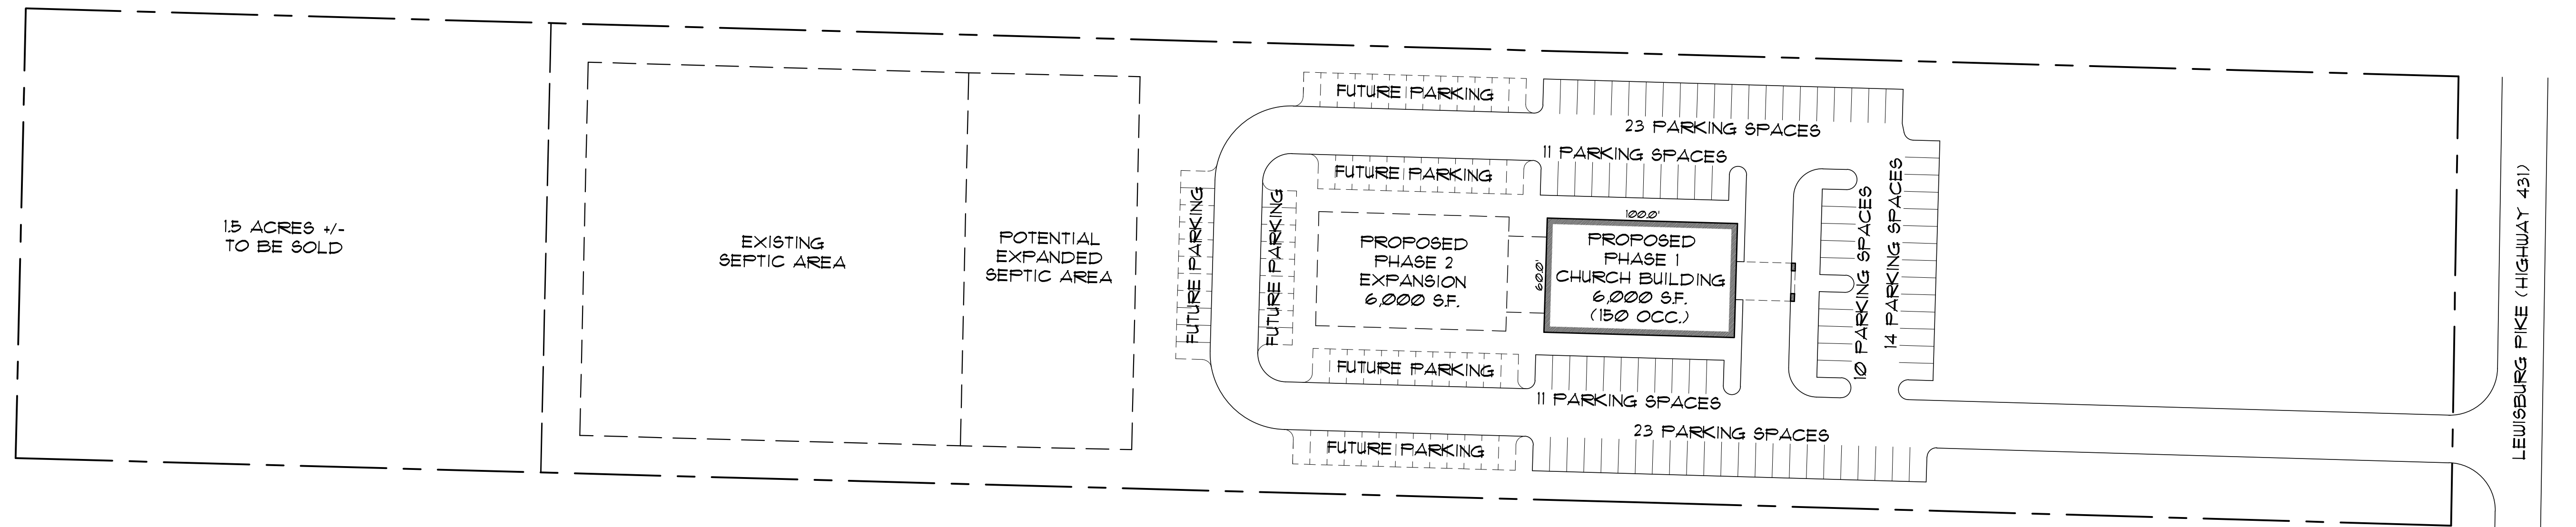 1.5 ACRES +/-
TO BE SOLD
EXISTING
SEPTIC AREA
POTENTIAL
EXPANDED
SEPTIC AREA
FUTURE PARKING
FUTURE PARKING
FUTURE PARKING
FUTURE PARKING
FUTURE PARKING
FUTURE PARKING
PROPOSED
PHASE 2
EXPANSION
6,000 S.F.
100.0'
60.0'
PROPOSED
PHASE 1
CHURCH BUILDING
6,000 S.F.
(150 OCC.)
23 PARKING SPACES
11 PARKING SPACES
11 PARKING SPACES
23 PARKING SPACES
10 PARKING SPACES
14 PARKING SPACES
LEWISBURG PIKE (HIGHWAY 431)